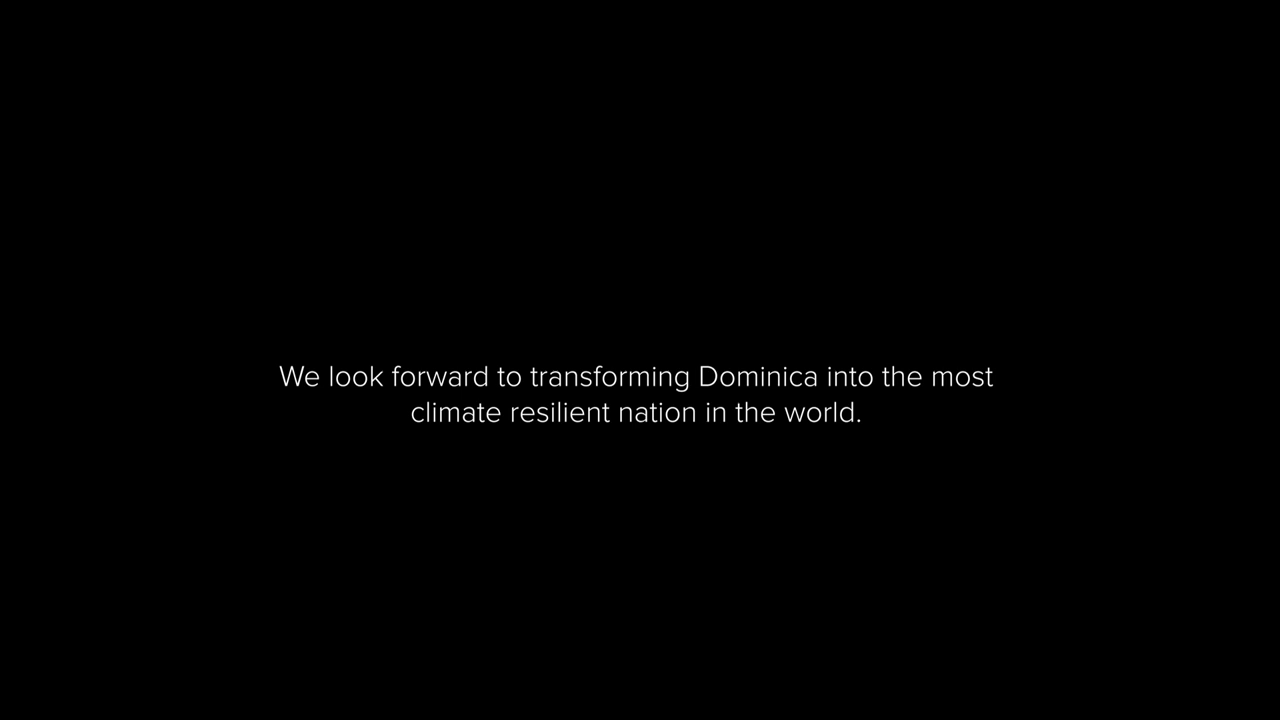 We look forward to transforming Dominica into the most
climate resilient nation in the world.